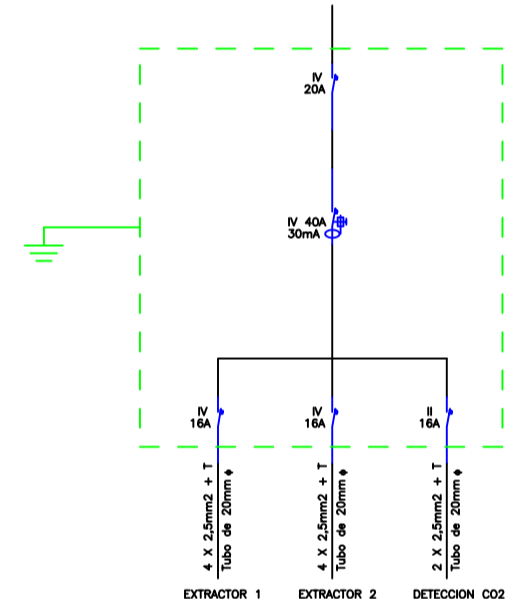 IV
20A
IV 40A
30mA
IV
16A
IV
16A
II
16A
4 X 2,5mm2 + T
Tubo de 20mm ϕ
4 X 2,5mm2 + T
Tubo de 20mm ϕ
2 X 2,5mm2 + T
Tubo de 20mm ϕ
EXTRACTOR 1
EXTRACTOR 2
DETECCION CO2